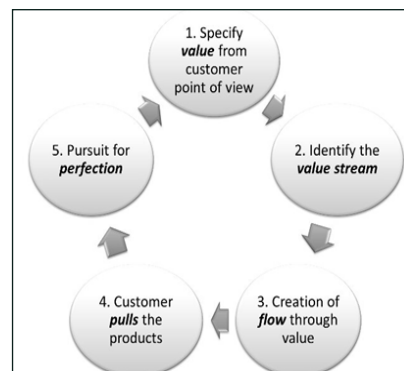 1. Specify
value from
customer
point of view
2. Identify the
value stream
3. Creation of
flow through
value
4. Customer
pulls the
products
5. Pursuit for
perfection